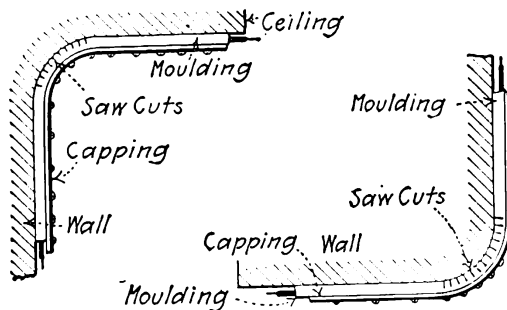 Ceiling
Moulding
Saw Cuts
Capping
Wall
Moulding
Saw Cuts
Capping Wall
Moulding